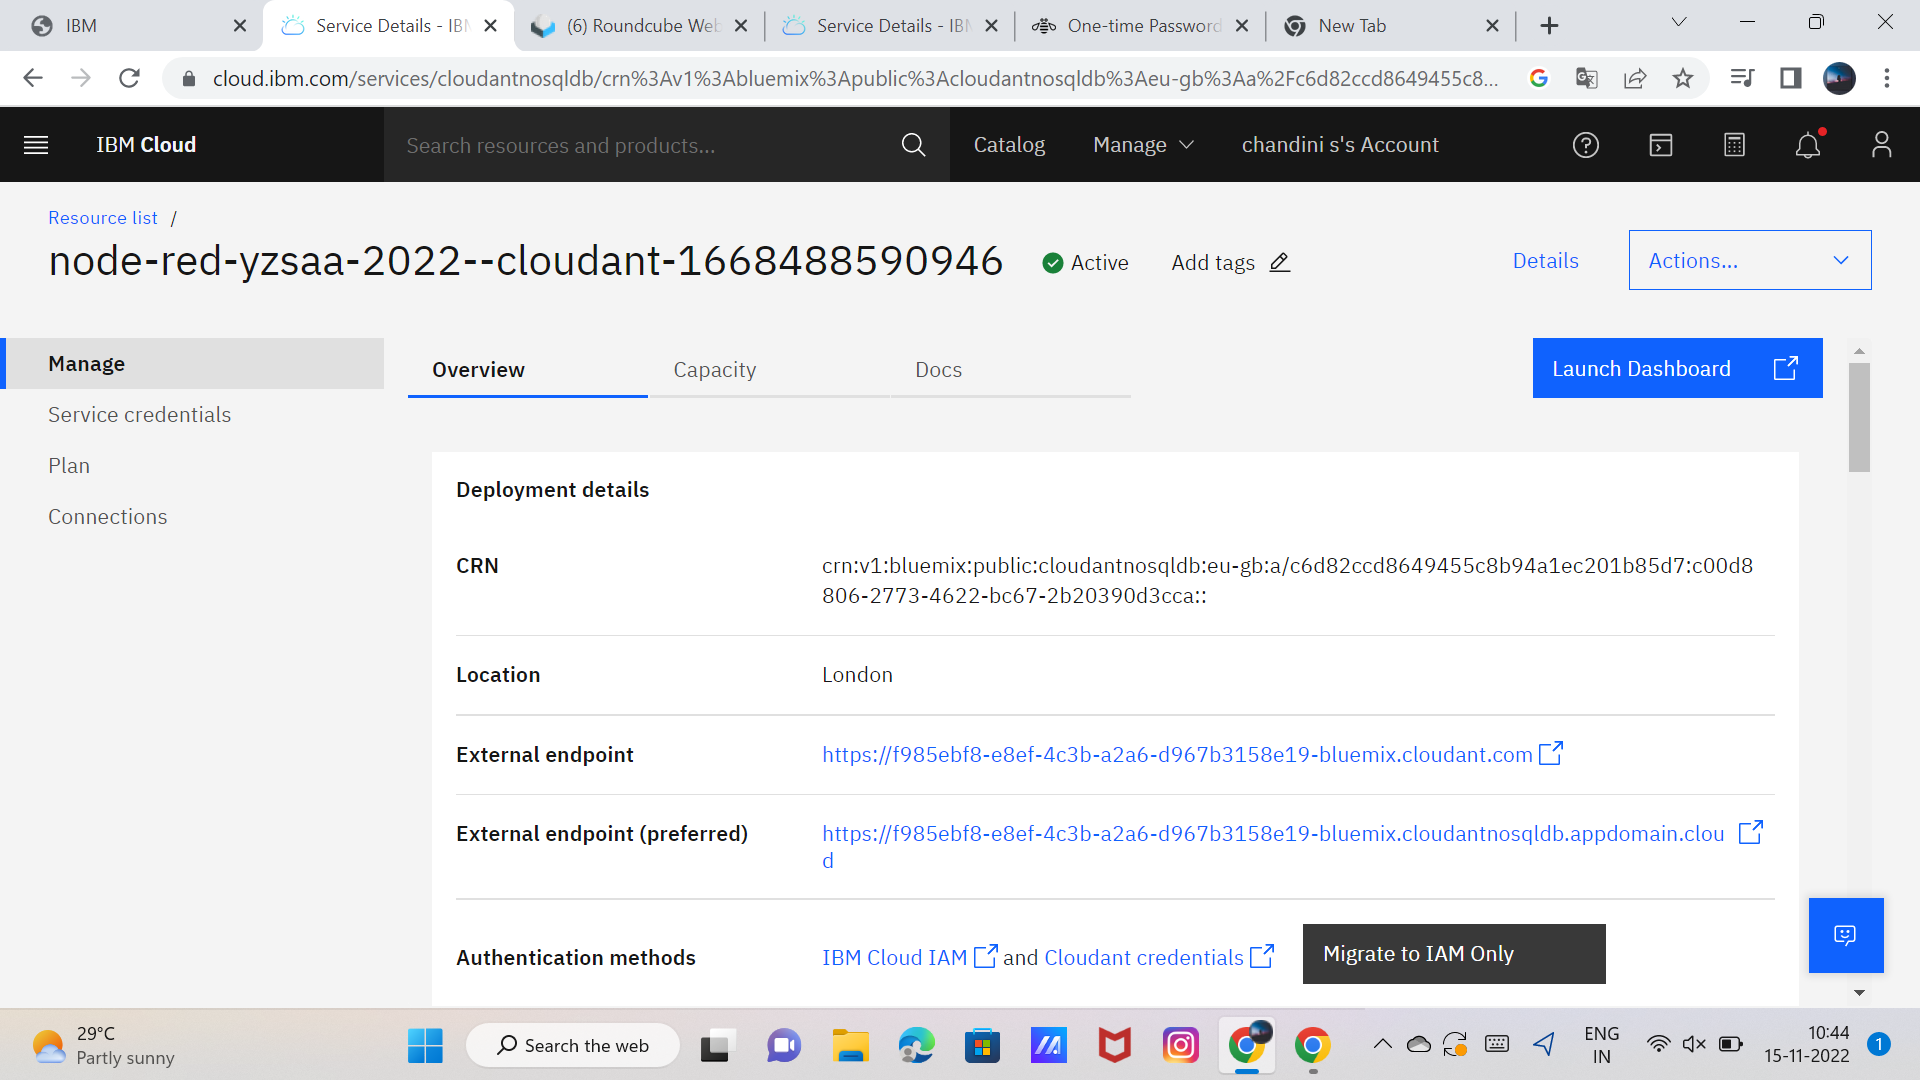 IBM
Service Details - IBM
(6) Roundcube Web
Service Details - IBM
One-time Password
New Tab
cloud.ibm.com/services/cloudantnosqldb/crn%3Av1%3Abluemix%3Apublic%3Acloudantnosqldb%3Aeu-gb%3Aa%2Fc6d82ccd8649455c8...
IBM Cloud
Search resources and products...
Catalog
Manage
chandini s's Account
Resource list /
node-red-yzsaa-2022--cloudant-1668488590946
Active
Add tags
Details
Actions...
Manage
Service credentials
Plan
Connections
Overview
Capacity
Docs
Launch Dashboard
Deployment details
CRN
crn:v1:bluemix:public:cloudantnosqldb:eu-gb:a/c6d82ccd8649455c8b94a1ec201b85d7:c00d8
806-2773-4622-bc67-2b20390d3cca::
Location
London
External endpoint
https://f985ebf8-e8ef-4c3b-a2a6-d967b3158e19-bluemix.cloudant.com
External endpoint (preferred)
https://f985ebf8-e8ef-4c3b-a2a6-d967b3158e19-bluemix.cloudantnosqldb.appdomain.clou
d
Authentication methods
IBM Cloud IAM and Cloudant credentials
Migrate to IAM Only
29°C
Partly sunny
Search the web
ENG
IN
10:44
15-11-2022
1